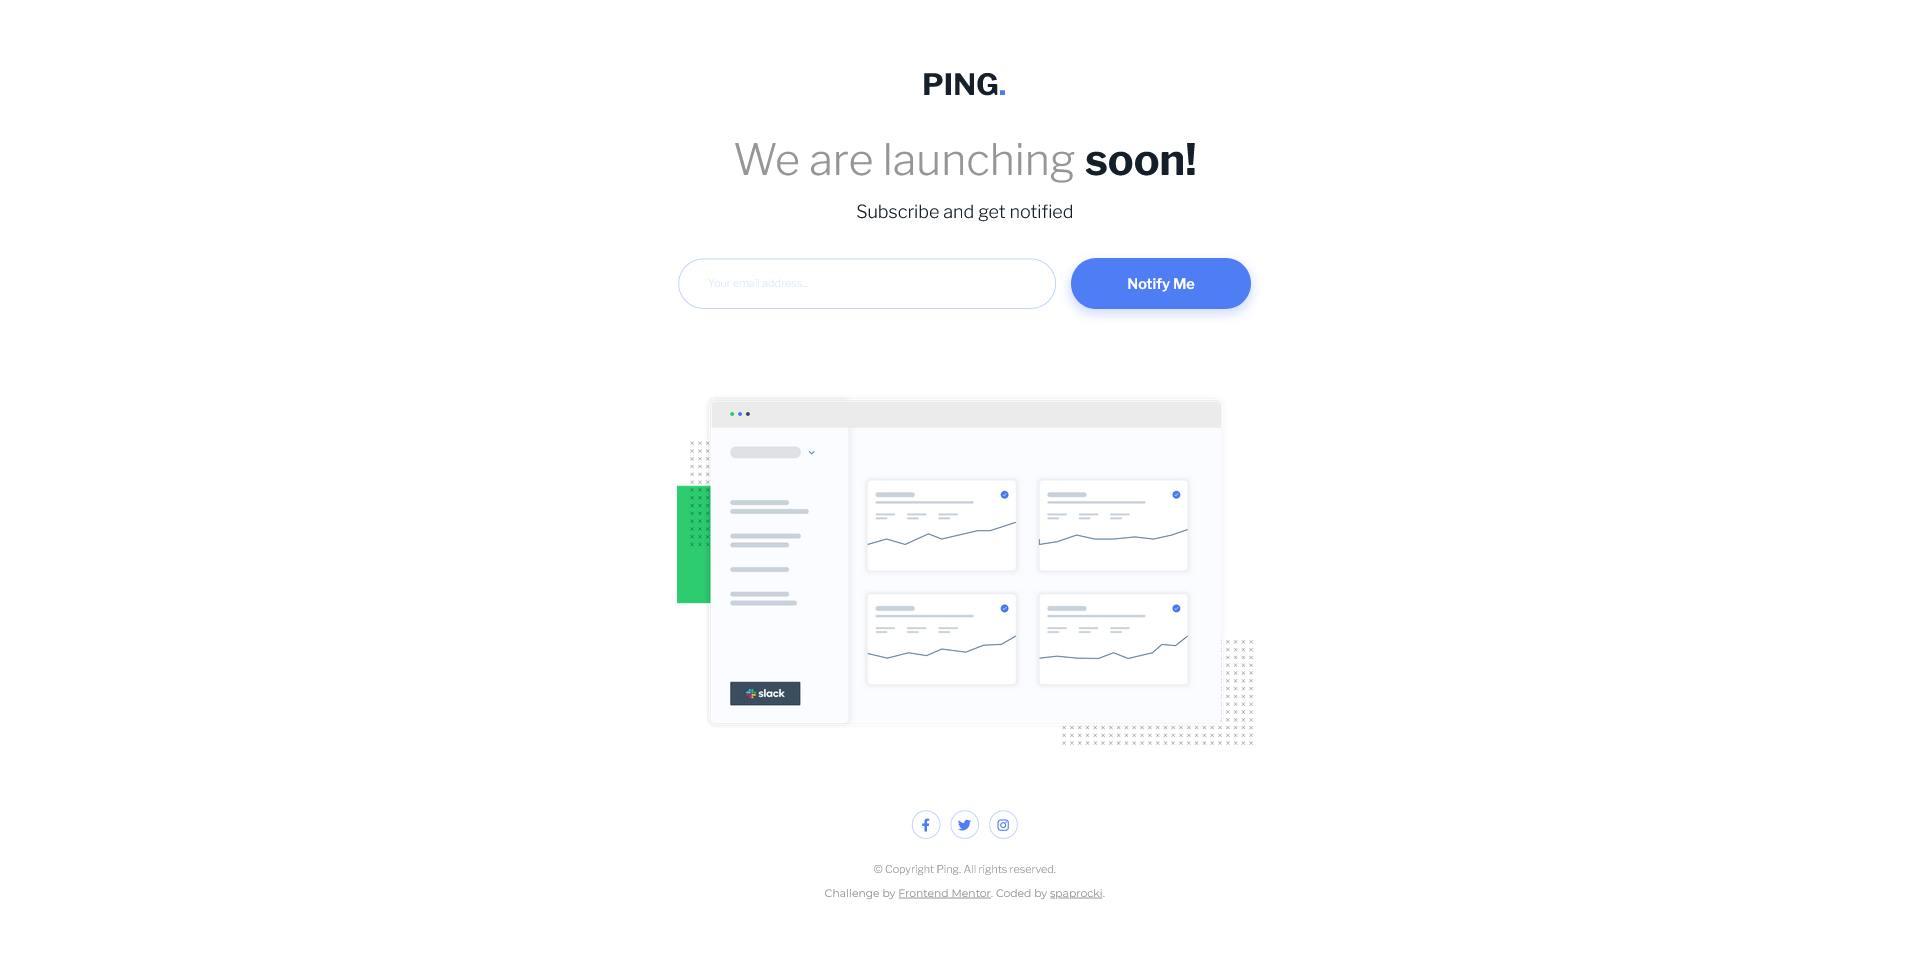 PING.
We are launching soon!
Subscribe and get notified
Your email address...
Notify Me
slack
© Copyright Ping. All rights reserved.
Challenge by Frontend Mentor. Coded by spaprocki.